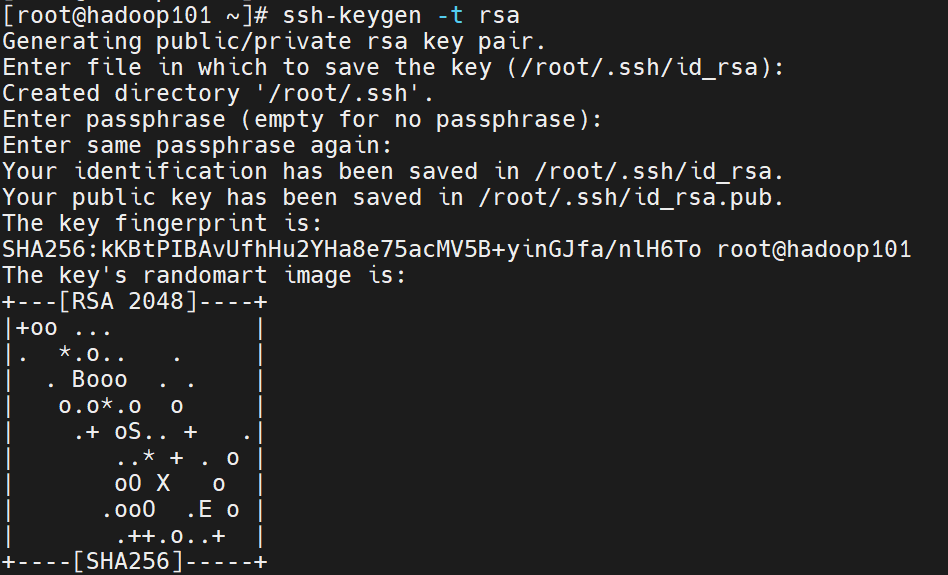 [root@hadoop101 ~]# ssh-keygen -t rsa
Generating public/private rsa key pair.
Enter file in which to save the key (/root/.ssh/id_rsa):
Created directory '/root/.ssh'.
Enter passphrase (empty for no passphrase):
Enter same passphrase again:
Your identification has been saved in /root/.ssh/id_rsa.
Your public key has been saved in /root/.ssh/id_rsa.pub.
The key fingerprint is:
SHA256:kKBtPIBAvUfhHu2YHa8e75acMV5B+yinGJfa/nlH6To root@hadoop101
The key's randomart image is:
+---[RSA 2048]----+
|+oo ...          |
|.  *.o..   .     |
|  . Booo  . .    |
|   o.o*.o  o     |
|    .+ oS.. +   .|
|       ..* + . o |
|       oO X   o  |
|      .ooO  .E o |
|       .++.o..+  |
+----[SHA256]-----+